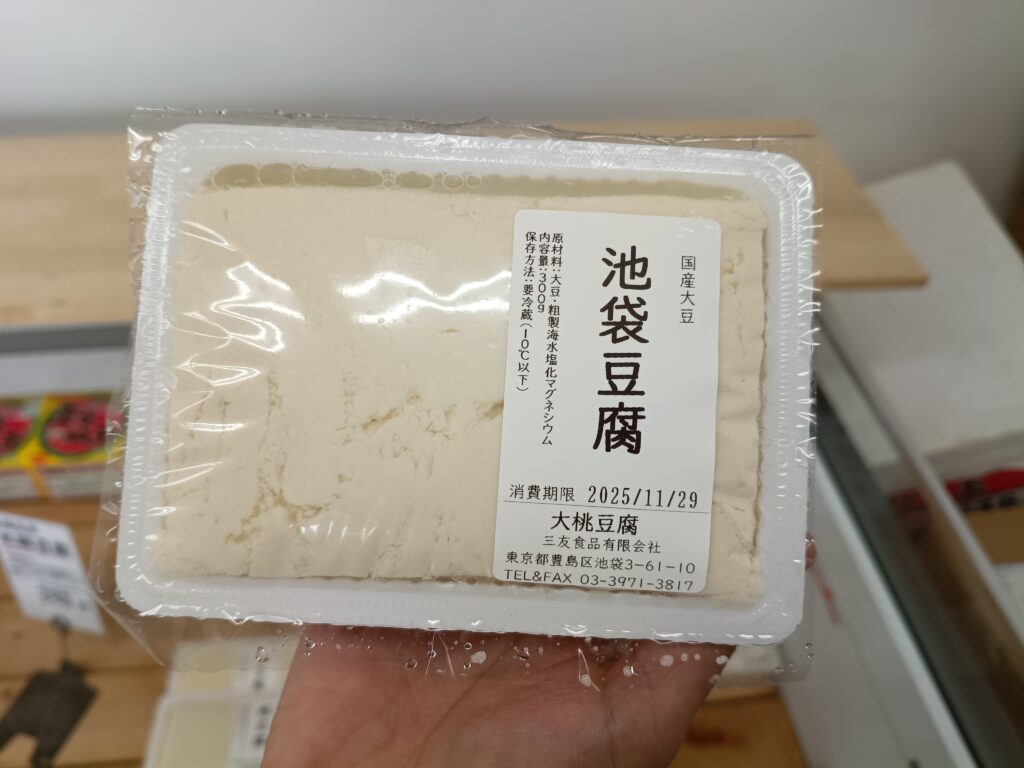 国産大豆
池袋豆腐
原材料:大豆・粗製海水塩化マグネシウム
内容量:300g
保存方法:要冷蔵(10℃以下)
消費期限 2025/11/29
大桃豆腐
三友食品有限会社
東京都豊島区池袋3-61-10
TEL&FAX 03-3971-3817